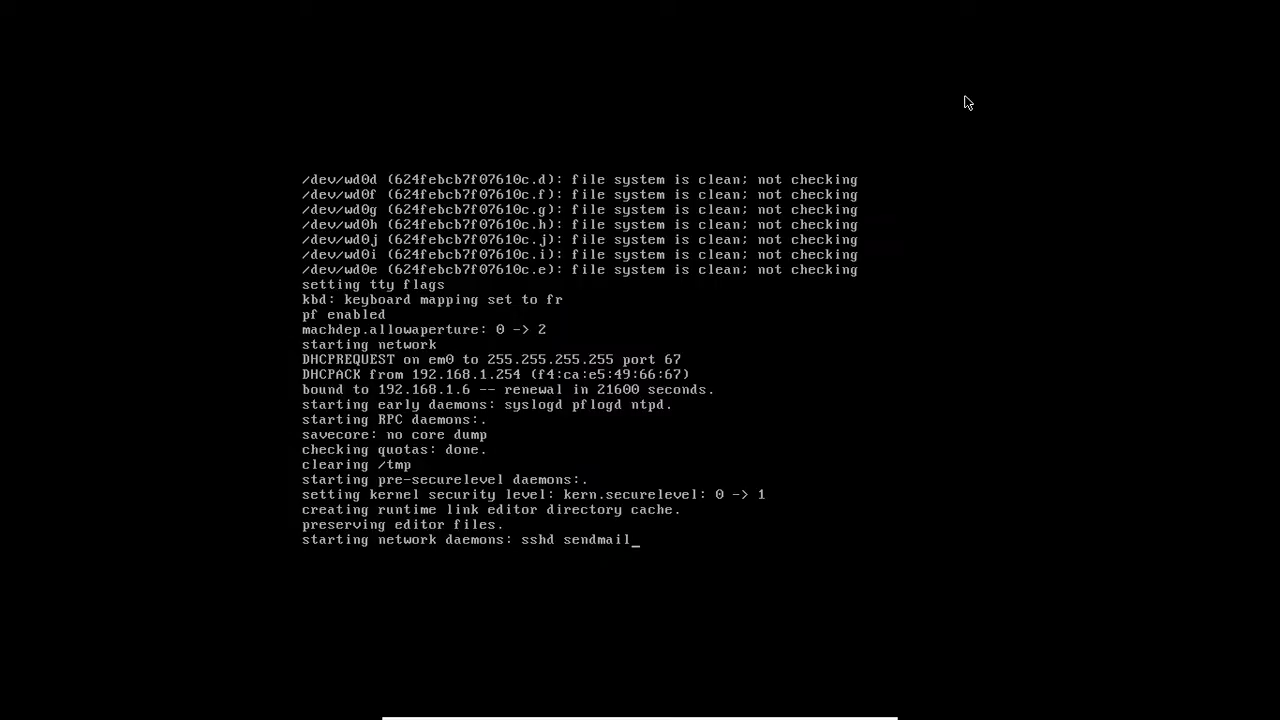 /dev/wd0d (624febcb7f07610c.d): file system is clean; not checking
/dev/wd0f (624febcb7f07610c.f): file system is clean; not checking
/dev/wd0g (624febcb7f07610c.g): file system is clean; not checking
/dev/wd0h (624febcb7f07610c.h): file system is clean; not checking
/dev/wd0j (624febcb7f07610c.j): file system is clean; not checking
/dev/wd0i (624febcb7f07610c.i): file system is clean; not checking
/dev/wd0e (624febcb7f07610c.e): file system is clean; not checking
setting tty flags
kbd: keyboard mapping set to fr
pf enabled
machdep.allowaperture: 0 -> 2
starting network
DHCPREQUEST on em0 to 255.255.255.255 port 67
DHCPACK from 192.168.1.254 (f4:ca:e5:49:66:67)
bound to 192.168.1.6 -- renewal in 21600 seconds.
starting early daemons: syslogd pflogd ntpd.
starting RPC daemons:.
savecore: no core dump
checking quotas: done.
clearing /tmp
starting pre-securelevel daemons:.
setting kernel security level: kern.securelevel: 0 -> 1
creating runtime link editor directory cache.
preserving editor files.
starting network daemons: sshd sendmail_